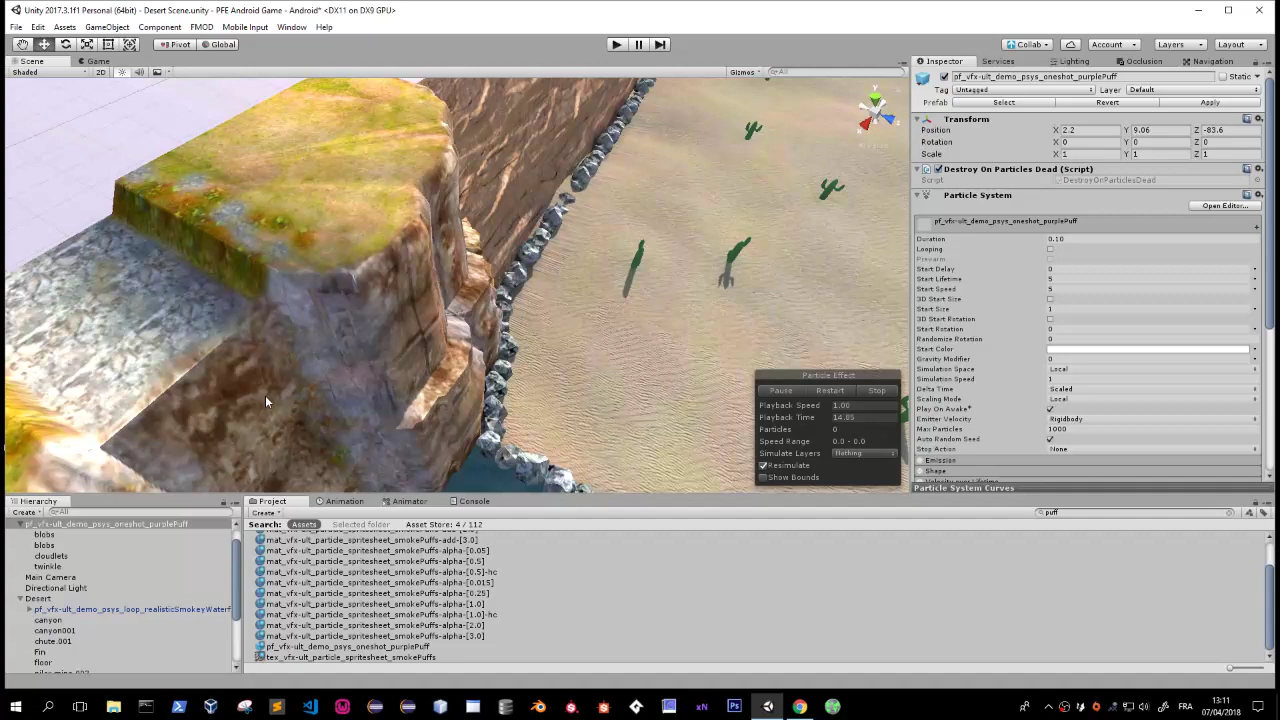 Unity 2017.3.1f1 Personal (64bit) - Desert Scene.unity - PFE Android Game - Android* <DX11 on DX9 GPU>
File Edit Assets GameObject Component FMOD Mobile Input Window Help
Pivot Global Collab Account Layers Layout
Scene Game
Shaded 2D Gizmos All
Inspector Services Lighting Occlusion Navigation
pf_vfx-ult_demo_psys_oneshot_purplePuff Static
Tag Untagged Layer Default
Prefab Select Revert Apply
Transform
Position X 2.2 Y 9.06 Z -83.6
Rotation X 0 Y 0 Z 0
Scale X 1 Y 1 Z 1
Destroy On Particles Dead (Script)
Script DestroyOnParticlesDead
Particle System
Open Editor...
pf_vfx-ult_demo_psys_oneshot_purplePuff
Duration 0.10
Looping
Prewarm
Start Delay 0
Start Lifetime 5
Start Speed 5
3D Start Size
Start Size 1
3D Start Rotation
Start Rotation 0
Randomize Rotation 0
Start Color
Gravity Modifier 0
Simulation Space Local
Simulation Speed 1
Delta Time Scaled
Scaling Mode Local
Play On Awake*
Emitter Velocity Rigidbody
Max Particles 1000
Auto Random Seed
Stop Action None
Emission
Shape
Velocity over Lifetime
Particle System Curves
Y
Particle Effect
Pause Restart Stop
Playback Speed 1.00
Playback Time 14.85
Particles 0
Speed Range 0.0 - 0.0
Simulate Layers Nothing
Resimulate
Show Bounds
Hierarchy
Create All
pf_vfx-ult_demo_psys_oneshot_purplePuff
blobs
blobs
cloudlets
twinkle
Main Camera
Directional Light
Desert
pf_vfx-ult_demo_psys_loop_realisticSmokeyWaterf
canyon
canyon001
chute.001
Fin
floor
Project Animation Animator Console
Create puff
Search: Assets Selected folder Asset Store: 4 / 112
mat_vfx-ult_particle_spritesheet_smokePuffs-add-[3.0]
mat_vfx-ult_particle_spritesheet_smokePuffs-alpha-[0.05]
mat_vfx-ult_particle_spritesheet_smokePuffs-alpha-[0.5]
mat_vfx-ult_particle_spritesheet_smokePuffs-alpha-[0.5]-hc
mat_vfx-ult_particle_spritesheet_smokePuffs-alpha-[0.015]
mat_vfx-ult_particle_spritesheet_smokePuffs-alpha-[0.25]
mat_vfx-ult_particle_spritesheet_smokePuffs-alpha-[1.0]
mat_vfx-ult_particle_spritesheet_smokePuffs-alpha-[1.0]-hc
mat_vfx-ult_particle_spritesheet_smokePuffs-alpha-[2.0]
mat_vfx-ult_particle_spritesheet_smokePuffs-alpha-[3.0]
pf_vfx-ult_demo_psys_oneshot_purplePuff
tex_vfx-ult_particle_spritesheet_smokePuffs
xN Ps FRA
13:11
07/04/2018